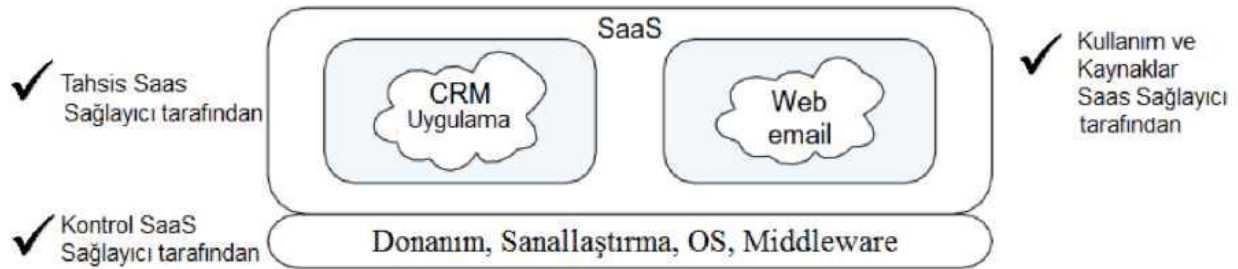 SaaS
Tahsis Saas
Sağlayıcı tarafından
CRM
Uygulama
Web
email
Kullanım ve
Kaynaklar
Saas Sağlayıcı
tarafından
Kontrol SaaS
Sağlayıcı tarafından
Donanım, Sanallaştırma, OS, Middleware